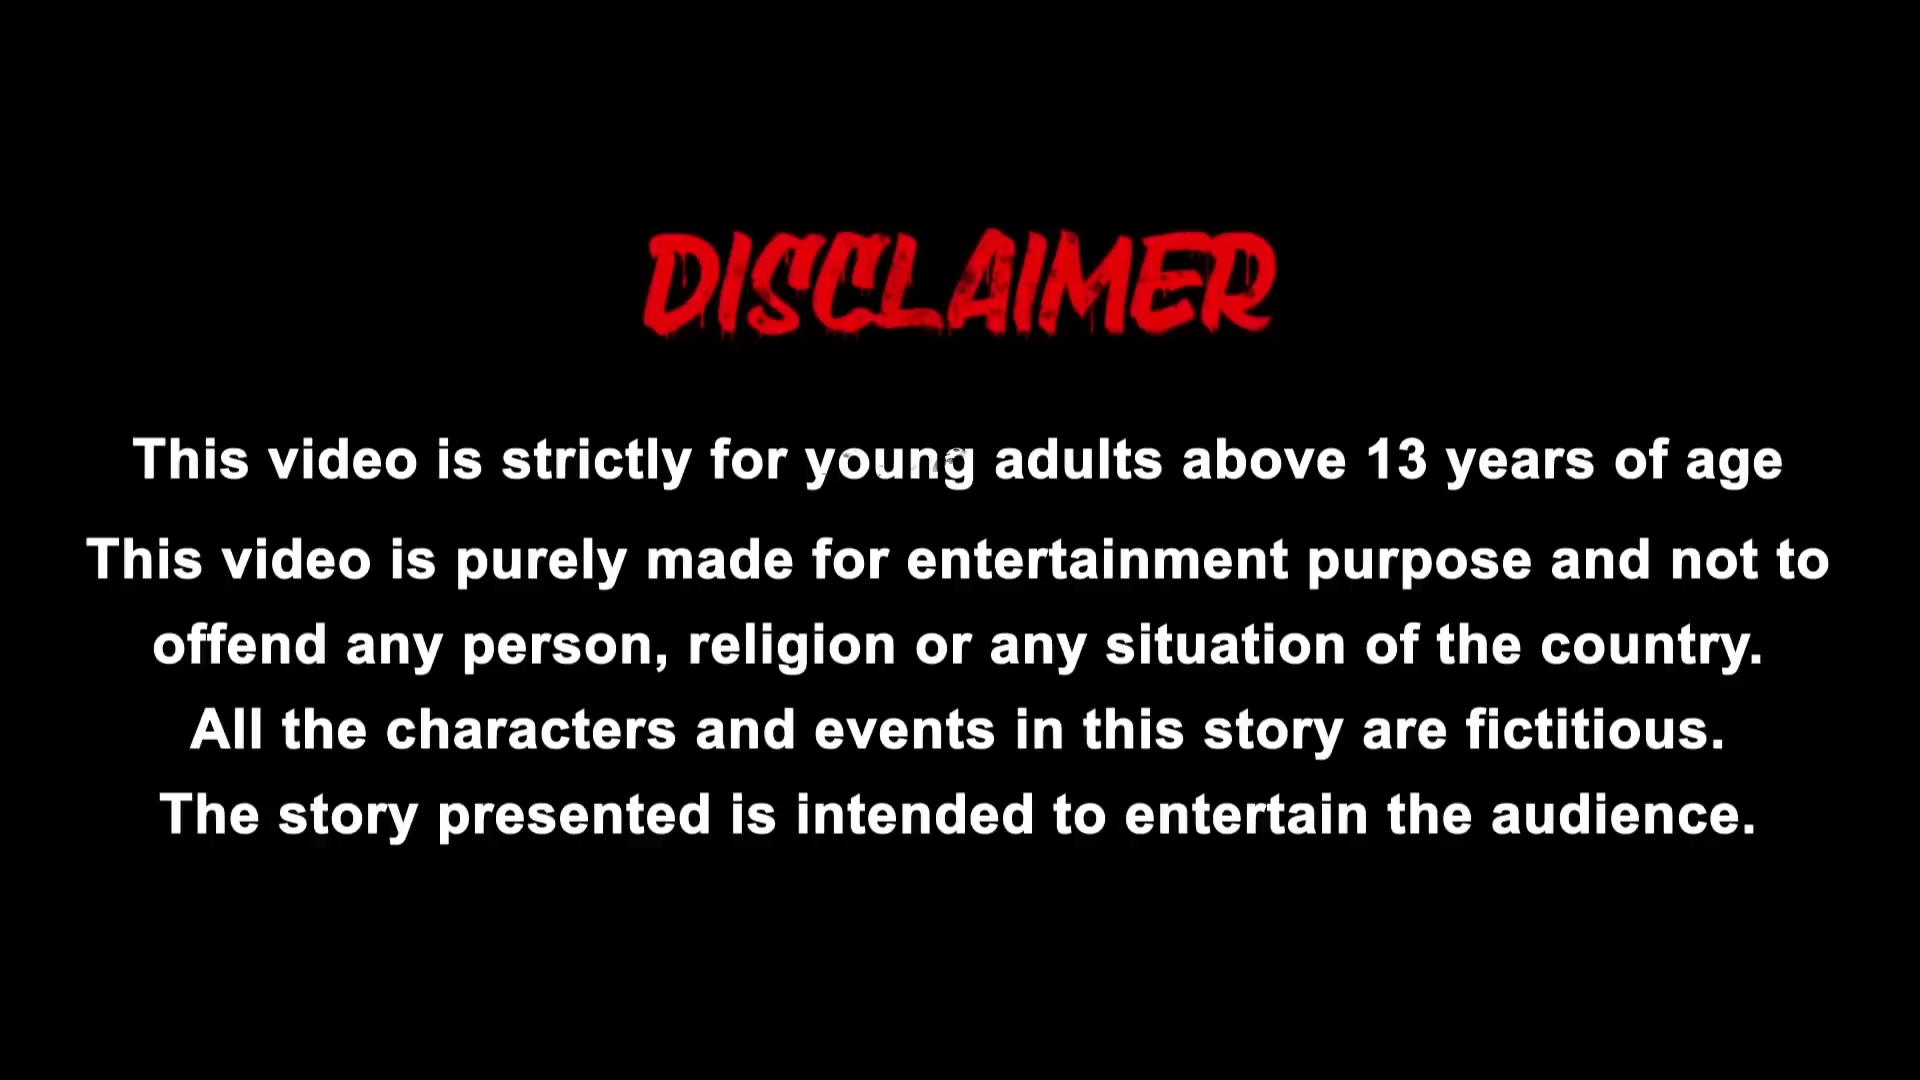 DISCLAIMER
This video is strictly for young adults above 13 years of age
This video is purely made for entertainment purpose and not to
offend any person, religion or any situation of the country.
All the characters and events in this story are fictitious.
The story presented is intended to entertain the audience.